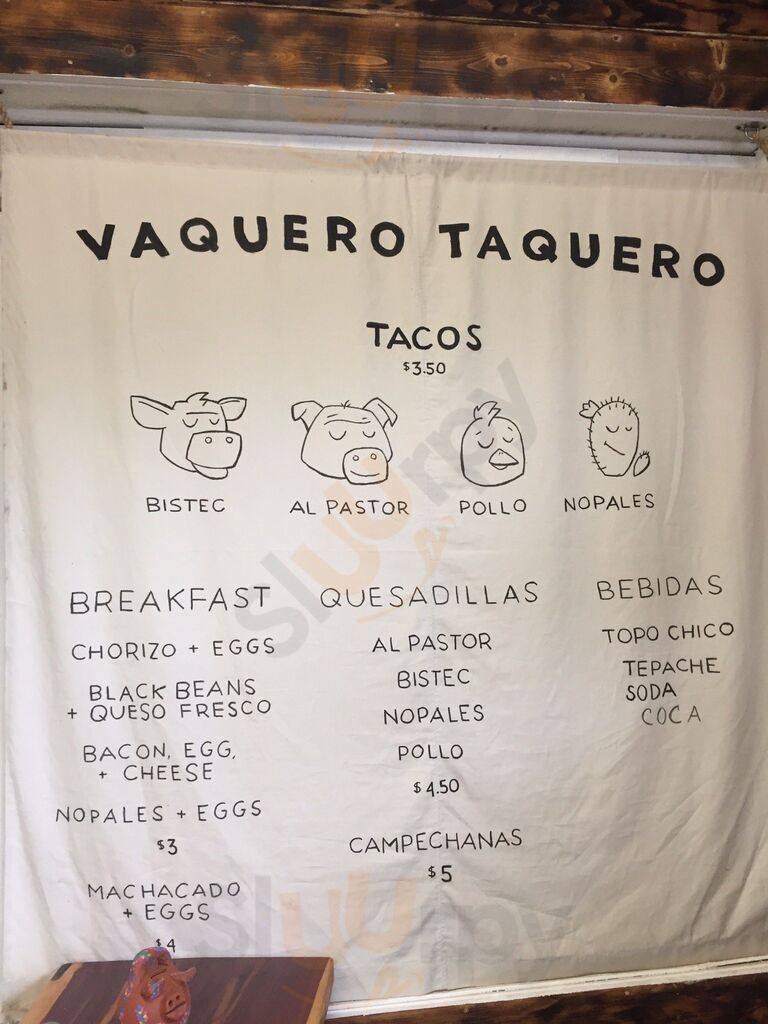 VAQUERO TAQUERO
TACOS
$3.50
BISTEC
AL PASTOR
POLLO
NOPALES
BREAKFAST
CHORIZO + EGGS
BLACK BEANS
+ QUESO FRESCO
BACON, EGG,
+ CHEESE
NOPALES + EGGS
$3
MACHACADO
+ EGGS
$4
QUESADILLAS
AL PASTOR
BISTEC
NOPALES
POLLO
$4.50
CAMPECHANAS
$5
BEBIDAS
TOPO CHICO
TEPACHE
SODA
COCA
sluurpy
sluurpy